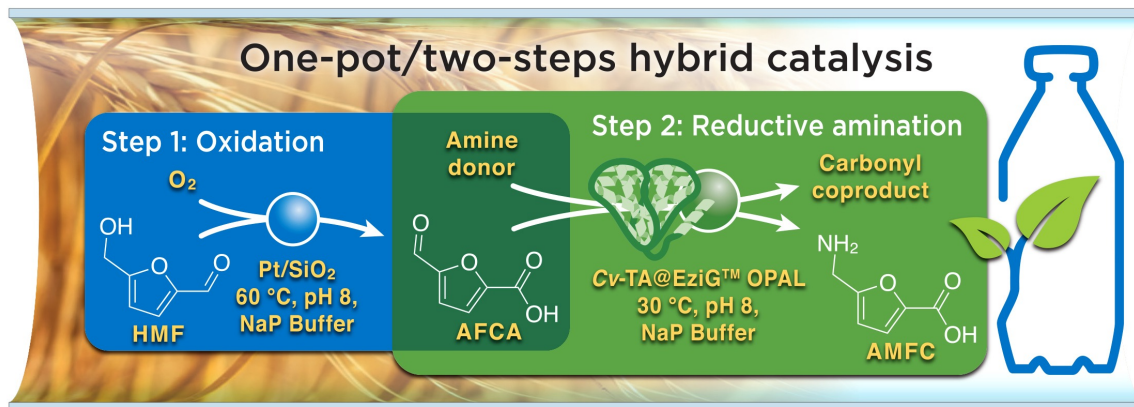 One-pot/two-steps hybrid catalysis
Step 1: Oxidation
O₂
OH
O
O
HMF
Pt/SiO₂
60 °C, pH 8,
NaP Buffer
Amine
donor
O
O
O
OH
AFCA
Step 2: Reductive amination
Cv-TA@EziG™ OPAL
30 °C, pH 8,
NaP Buffer
Carbonyl
coproduct
NH₂
O
O
OH
AMFC